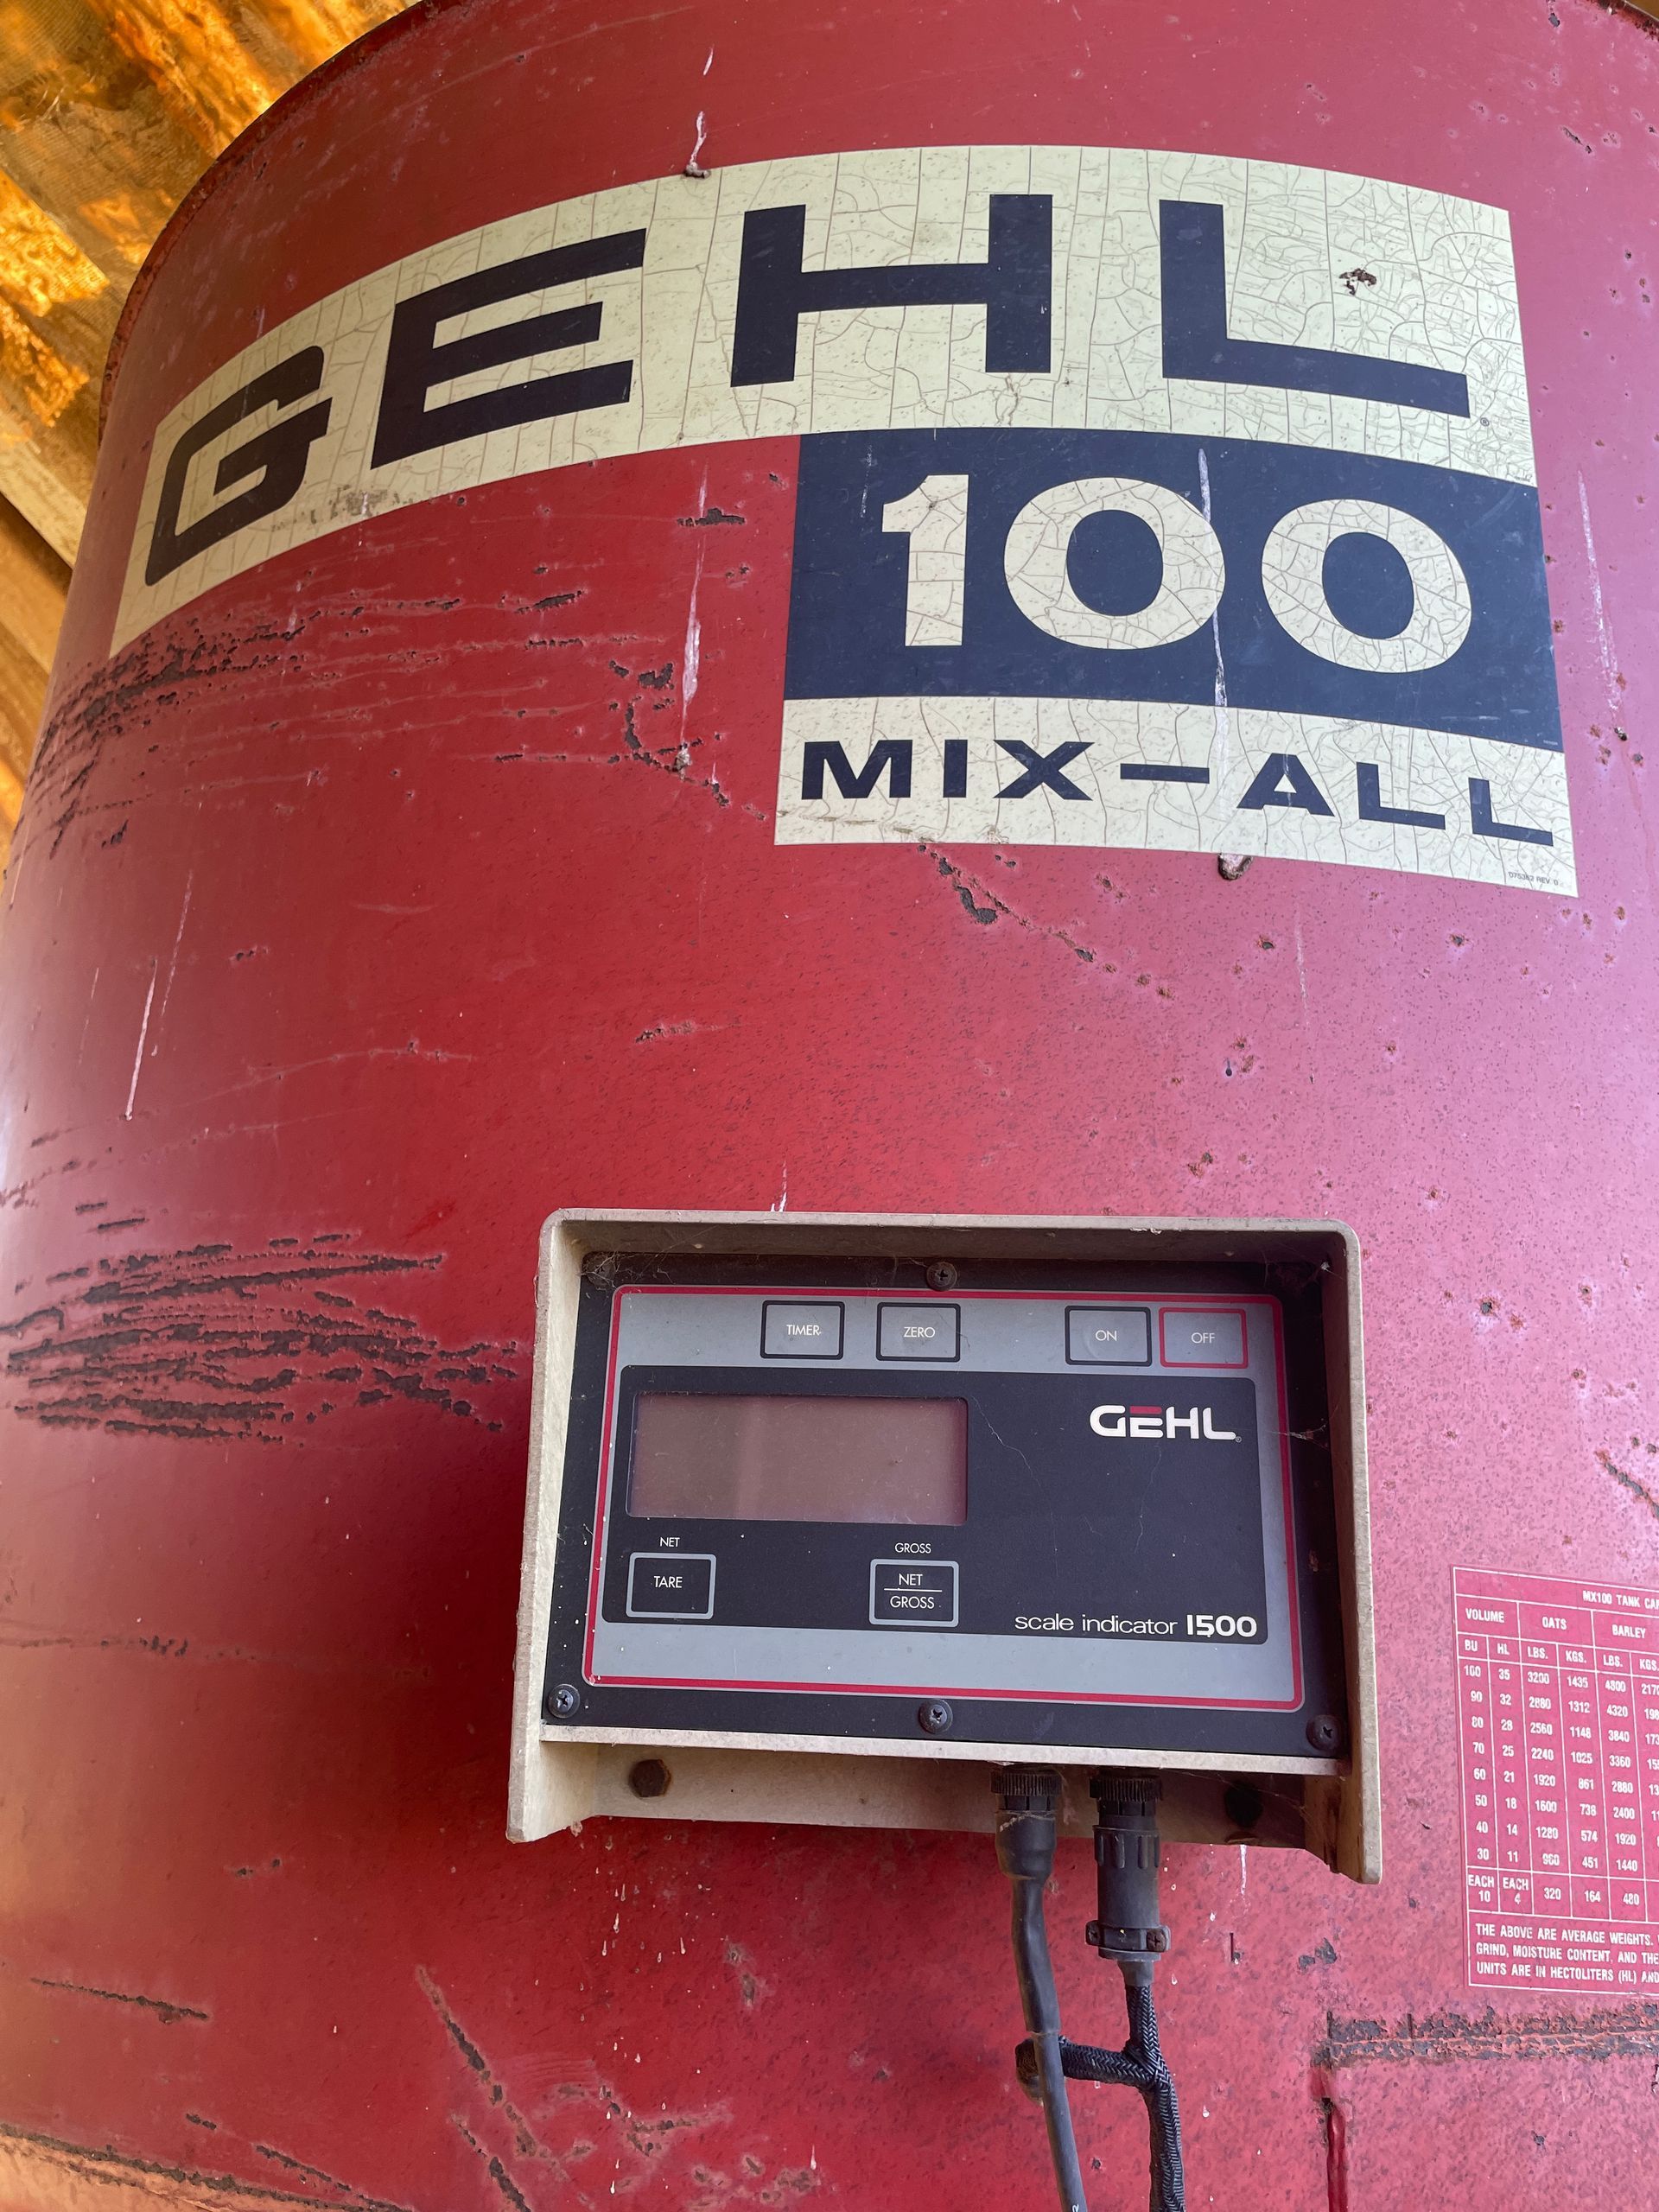 GEHL®
100
MIX-ALL
TIMER ZERO ON OFF
GEHL®
NET GROSS
TARE NET
GROSS
scale indicator 1500
MX100 TANK
VOLUME OATS BARLEY
BU HL LBS. KGS. LBS. KGS.
100 35 3200 1435 4800
90 32 2880 1312 4320
80 28 2560 1148 3840
70 25 2240 1025 3360
60 21 1920 861 2880
50 18 1600 738 2400
40 14 1280 574 1920
30 11 960 451 1440
EACH EACH
10 4 320 164 480
THE ABOVE ARE AVERAGE WEIGHTS.
GRIND, MOISTURE CONTENT, AND THE
UNITS ARE IN HECTOLITERS (HL) AND